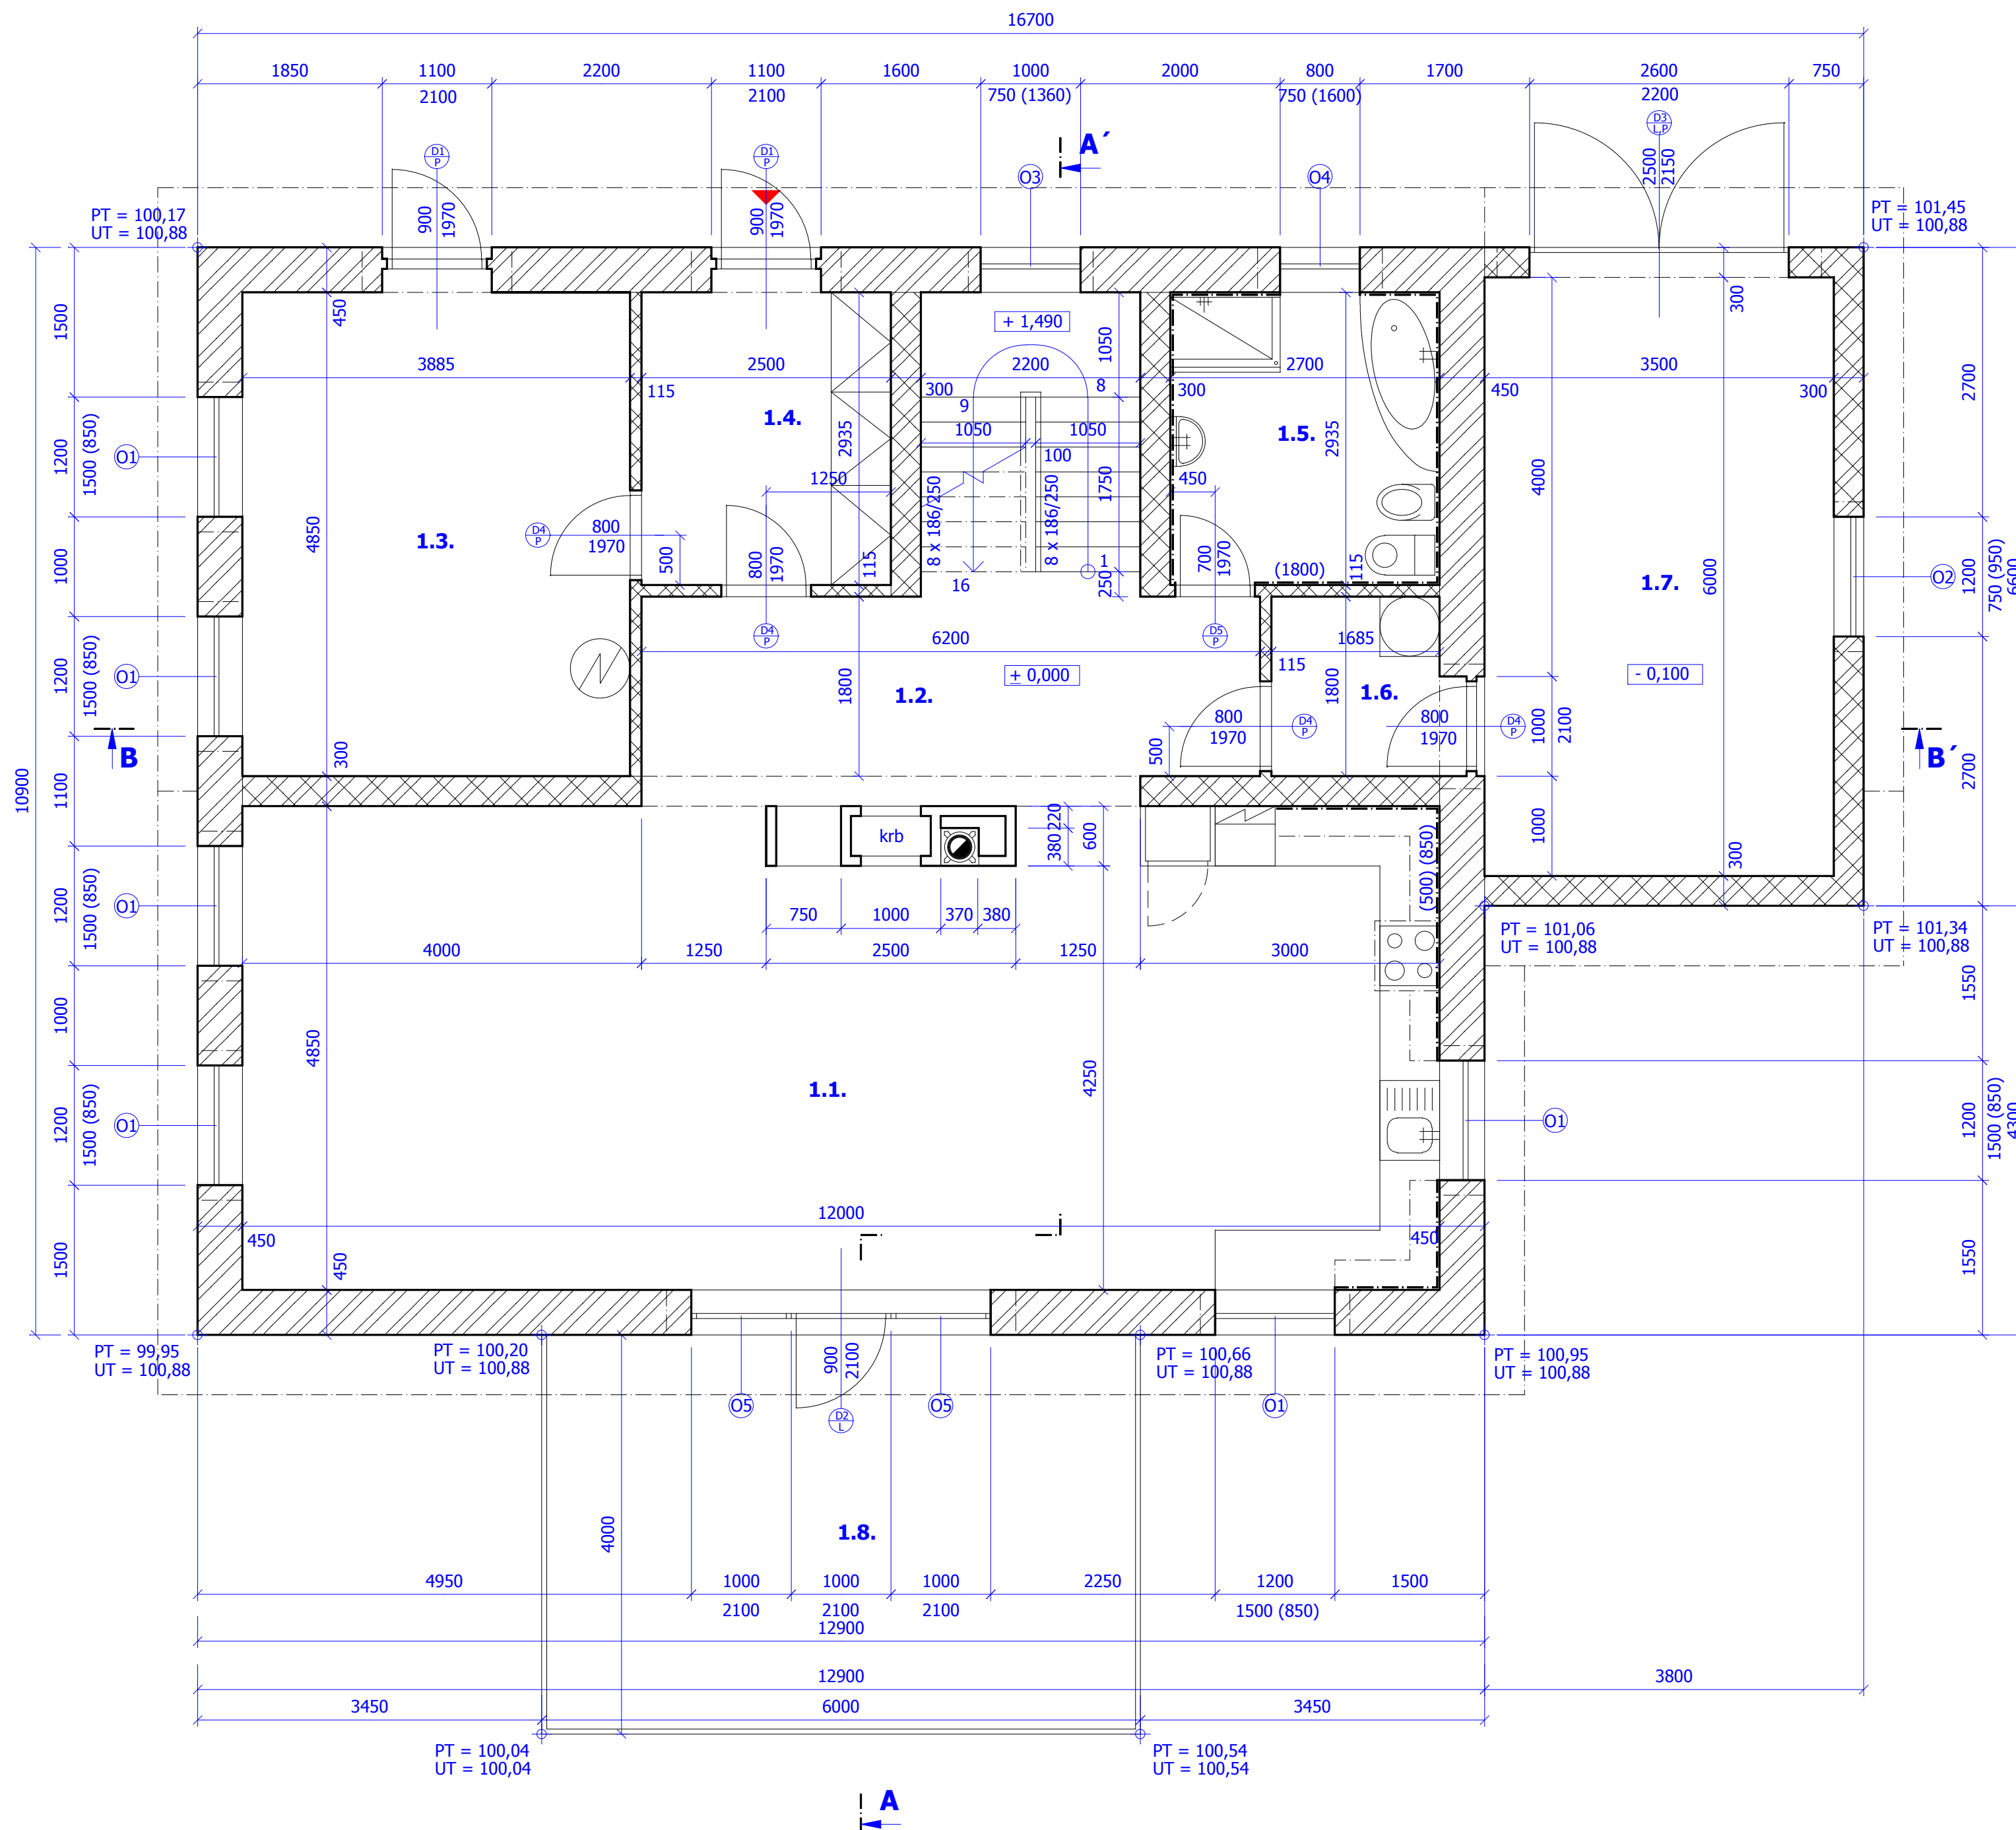 16700
1850 1100 2200 1100 1600 1000 2000 800 1700 2600 750
2100 2100 750 (1360) 750 (1600) 2200
D1
P
D1
P
D3
L,P
2500
2150
A´
O3
O4
PT = 100,17
UT = 100,88
900
1970
900
1970
PT = 101,45
UT = 100,88
450
+ 1,490
1050
300
1500
3885
115
2500
300
2200
8
9
300
2700
450
3500
300
2700
1.4.
1.5.
1050
1050
100
2935
2935
O1
1200
1500 (850)
1250
1750
450
4000
1.3.
4850
D4
P
800
1970
500
800
1970
115
8 x 186/250
8 x 186/250
16
1
250
700
1970
(1800)
115
1000
6000
1.7.
O2
1200
750 (950)
6600
D4
P
6200
D5
P
1685
115
O1
1200
1500 (850)
1800
1.2.
+ 0,000
1800
1.6.
- 0,100
800
1970
D4
P
800
1970
D4
P
500
1000
2100
B
B´
300
10900
1100
2700
krb
220
380
600
(500) (850)
1000
300
O1
1200
1500 (850)
750 1000 370 380
4000 1250 2500 1250 3000
PT = 101,06
UT = 100,88
PT = 101,34
UT = 100,88
1000
4850
1.1.
4250
1550
O1
1200
1500 (850)
O1
1200
1500 (850)
4300
12000
450
450
1500
450
1550
PT = 99,95
UT = 100,88
PT = 100,20
UT = 100,88
900
2100
PT = 100,66
UT = 100,88
PT = 100,95
UT = 100,88
O5
D2
L
O5
O1
4000
1.8.
4950 1000 1000 1000 2250 1200 1500
2100 2100 2100 1500 (850)
12900
12900 3800
3450 6000 3450
PT = 100,04
UT = 100,04
PT = 100,54
UT = 100,54
A